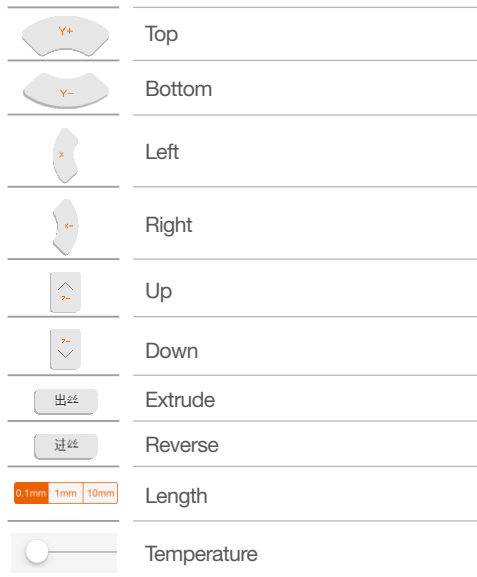 Y+ Top
Y- Bottom
X Left
X- Right
Z- Up
Z- Down
出丝 Extrude
过丝 Reverse
0.1mm 1mm 10mm Length
Temperature